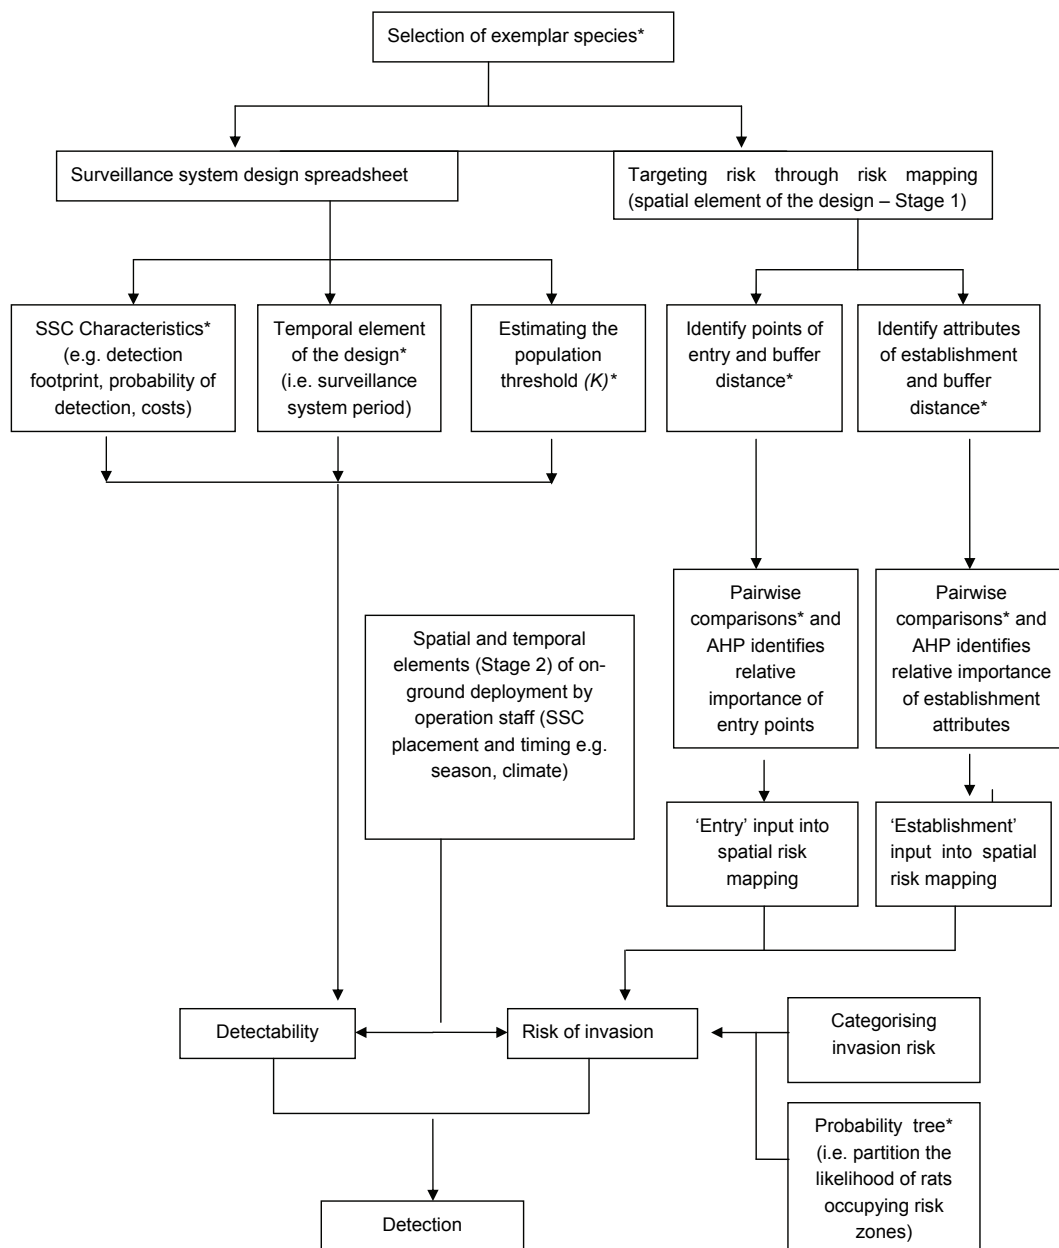 Selection of exemplar species*
Surveillance system design spreadsheet
Targeting risk through risk mapping
(spatial element of the design – Stage 1)
SSC Characteristics*
(e.g. detection
footprint, probability of
detection, costs)
Temporal element
of the design*
(i.e. surveillance
system period)
Estimating the
population
threshold (K)*
Identify points of
entry and buffer
distance*
Identify attributes
of establishment
and buffer
distance*
Spatial and temporal
elements (Stage 2) of on-
ground deployment by
operation staff (SSC
placement and timing e.g.
season, climate)
Pairwise
comparisons* and
AHP identifies
relative
importance of
entry points
Pairwise
comparisons* and
AHP identifies
relative importance
of establishment
attributes
‘Entry’ input into
spatial risk
mapping
‘Establishment’
input into spatial
risk mapping
Detectability
Risk of invasion
Categorising
invasion risk
Probability tree*
(i.e. partition the
likelihood of rats
occupying risk
zones)
Detection